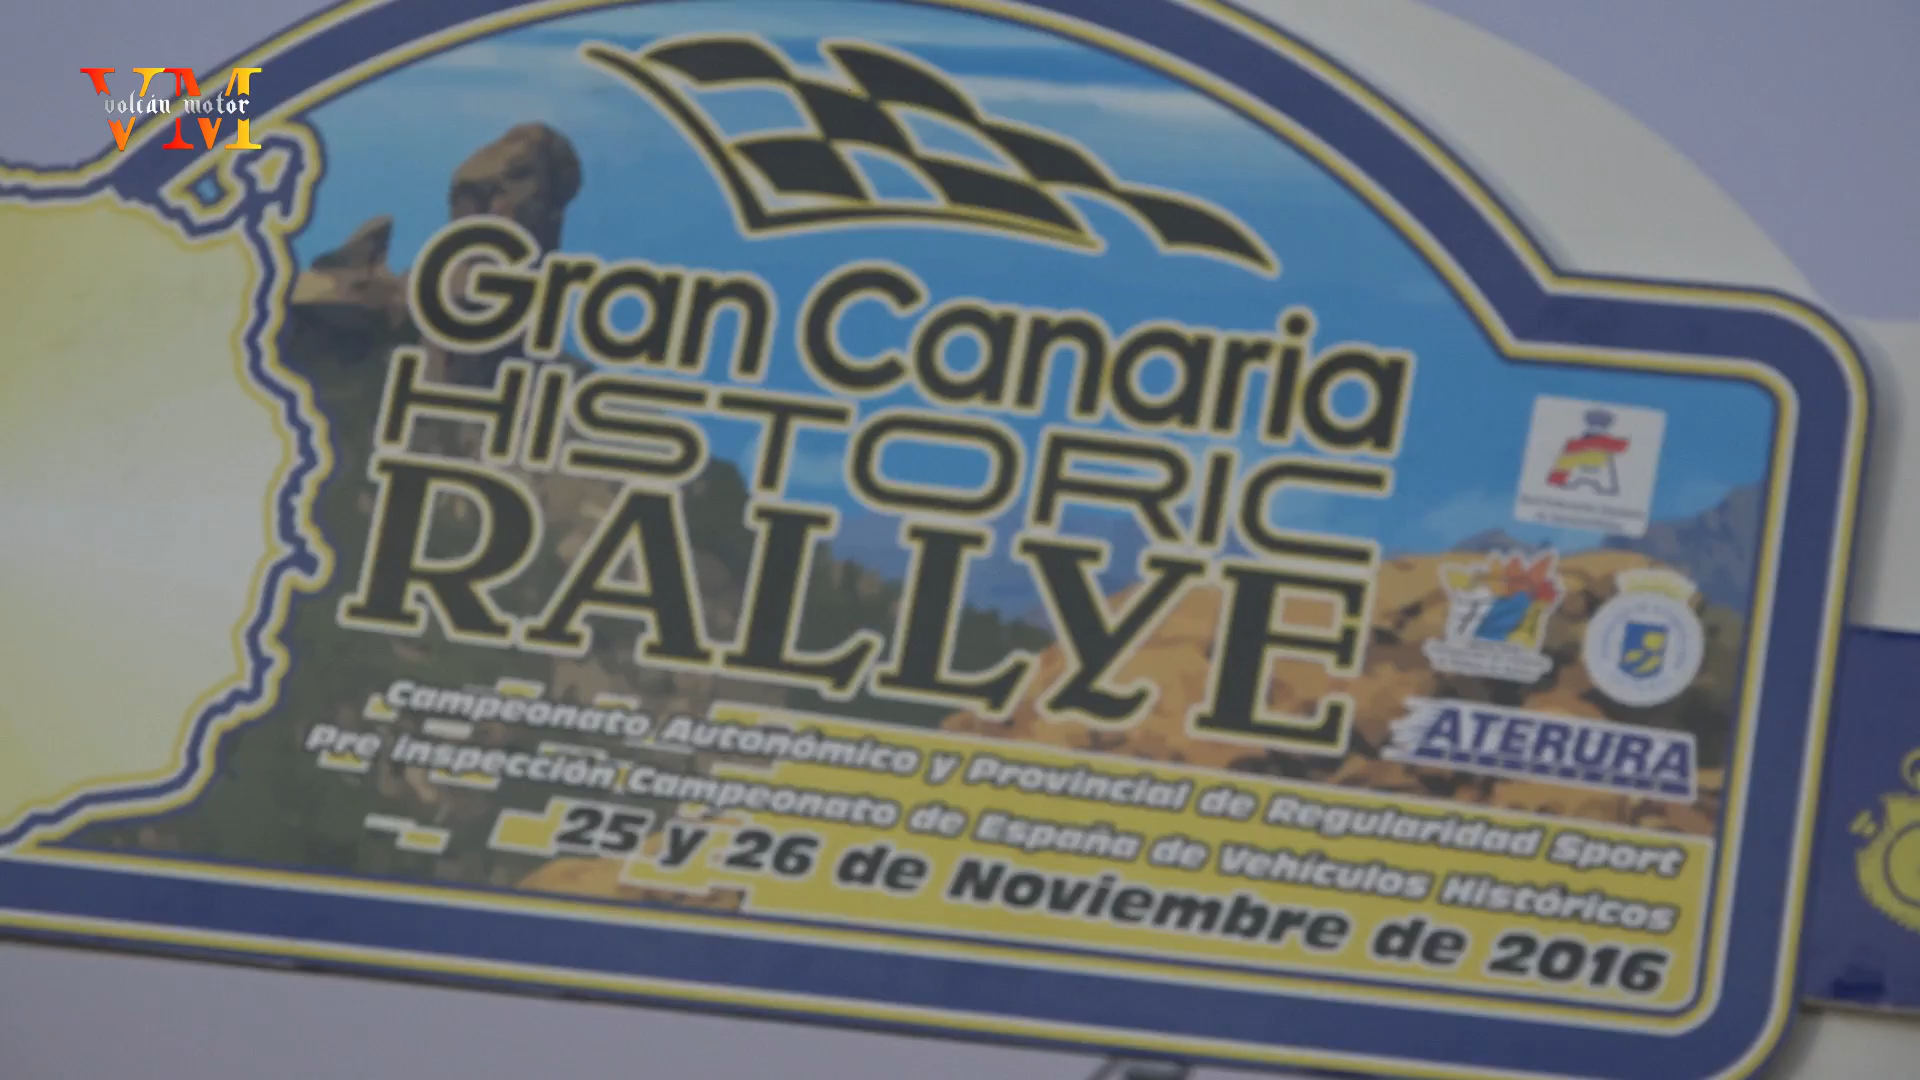 VM
volcán motor
Gran Canaria
HISTORIC
RALLYE
ATERURA
Campeonato Autonómico y Provincial de Regularidad Sport
Pre inspección Campeonato de España de Vehículos Históricos
25 y 26 de Noviembre de 2016